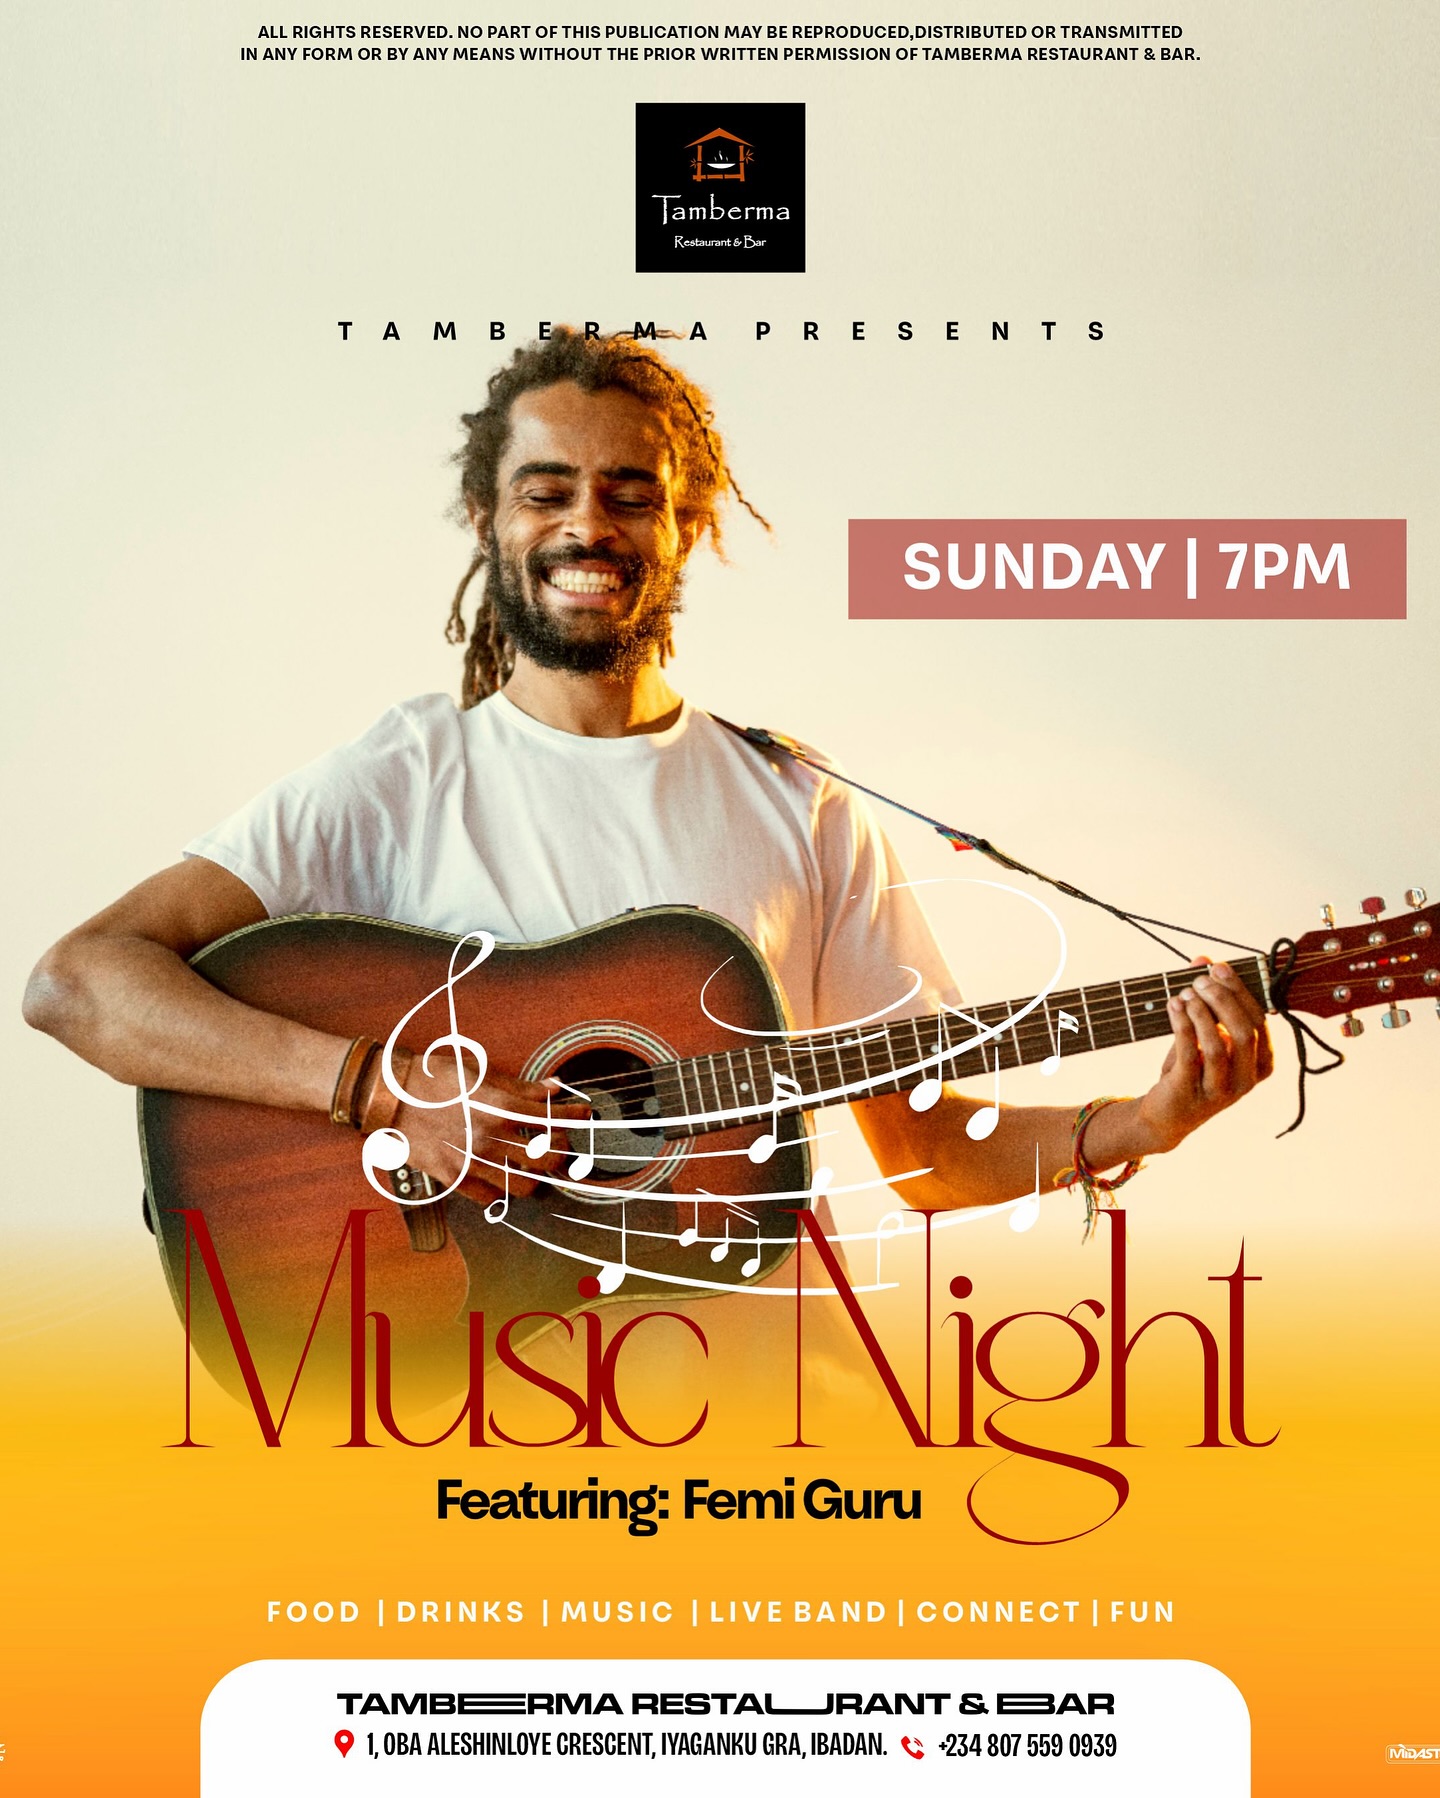 ALL RIGHTS RESERVED. NO PART OF THIS PUBLICATION MAY BE REPRODUCED,DISTRIBUTED OR TRANSMITTED
IN ANY FORM OR BY ANY MEANS WITHOUT THE PRIOR WRITTEN PERMISSION OF TAMBERMA RESTAURANT & BAR.
Tamberma
Restaurant & Bar
TAMBERMA PRESENTS
SUNDAY | 7PM
Music Night
Featuring: Femi Guru
FOOD | DRINKS | MUSIC | LIVE BAND | CONNECT | FUN
TAMBERMA RESTAURANT & BAR
1, OBA ALESHINLOYE CRESCENT, IYAGANKU GRA, IBADAN. +234 807 559 0939